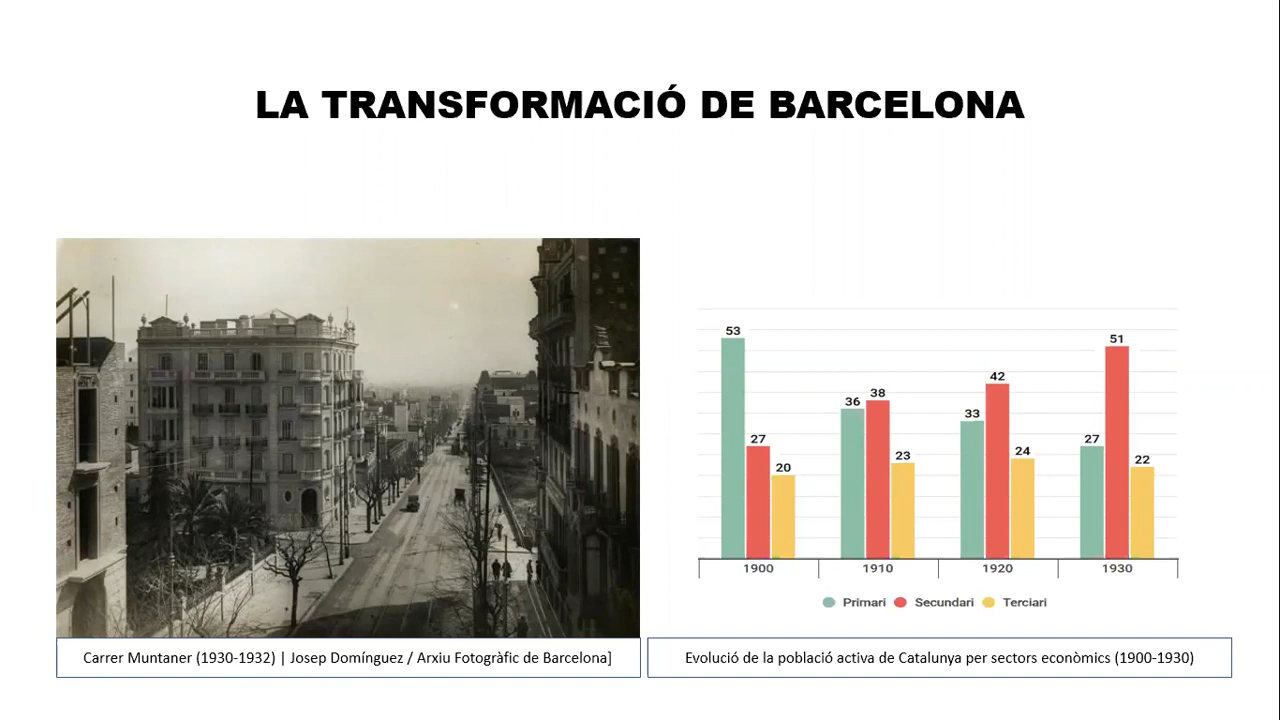 LA TRANSFORMACIÓ DE BARCELONA
53
27
20
36
38
23
33
42
24
27
51
22
1900 1910 1920 1930
Primari Secundari Terciari
Carrer Muntaner (1930-1932) | Josep Domínguez / Arxiu Fotogràfic de Barcelona]
Evolució de la població activa de Catalunya per sectors econòmics (1900-1930)